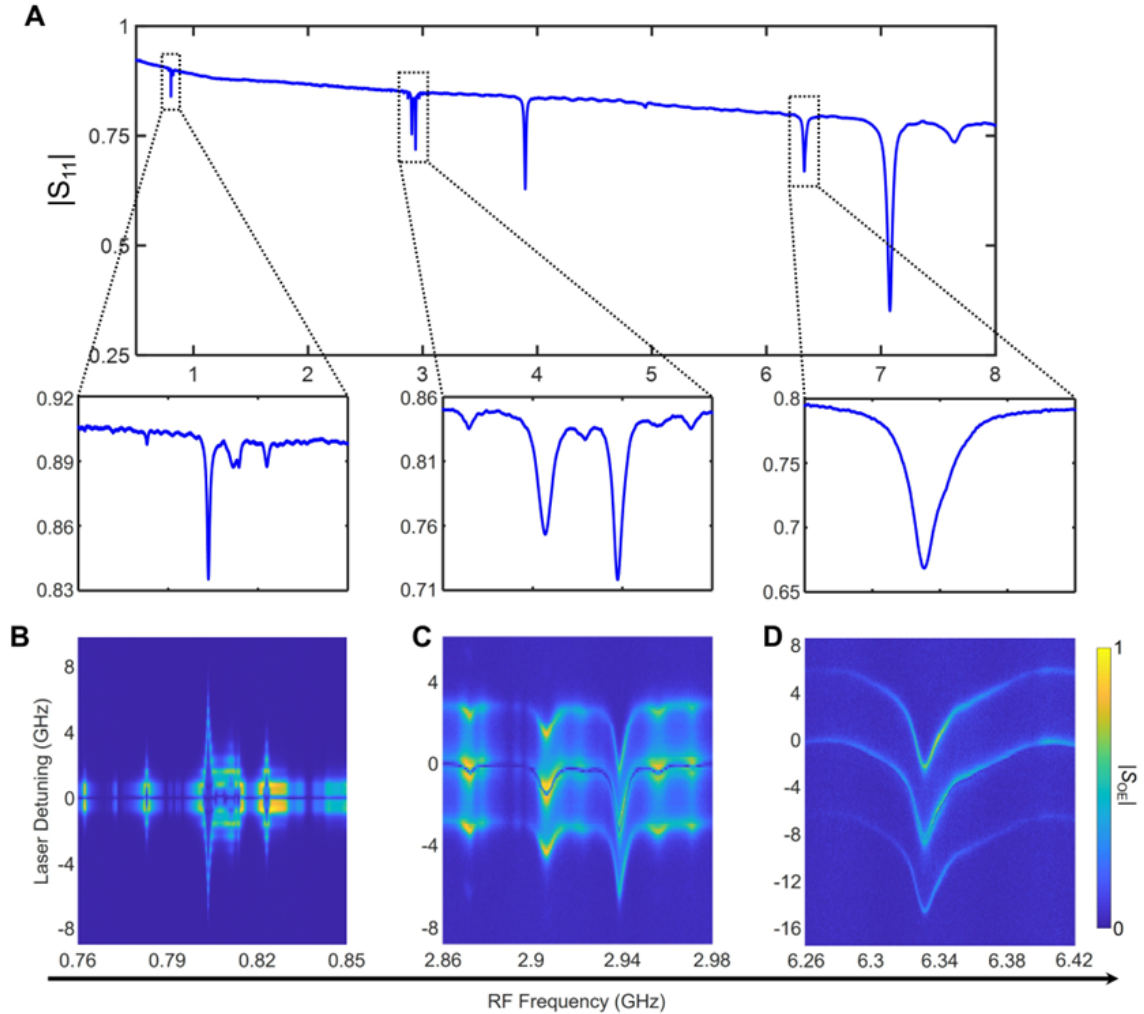 A
1
0.75
0.5
0.25
|S11|
1 2 3 4 5 6 7 8
0.92
0.89
0.86
0.83
0.86
0.81
0.76
0.71
0.8
0.75
0.7
0.65
B
8
4
0
-4
-8
Laser Detuning (GHz)
0.76 0.79 0.82 0.85
C
4
0
-4
-8
2.86 2.9 2.94 2.98
D
8
4
0
-4
-8
-12
-16
6.26 6.3 6.34 6.38 6.42
1
0
|SOE|
RF Frequency (GHz)